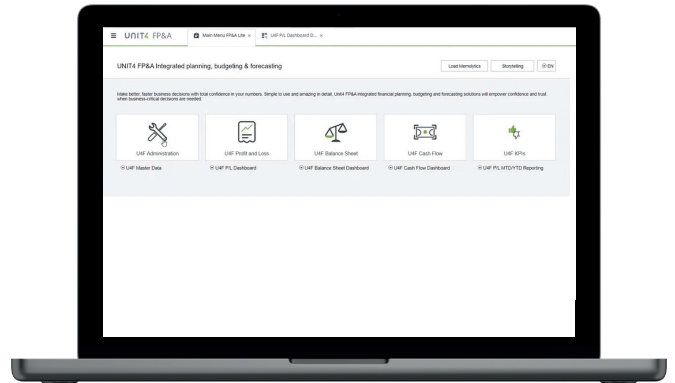 UNIT4 FP&A Main Menu FP&A Lite × U4F P/L Dashboard D... ×
UNIT4 FP&A Integrated planning, budgeting & forecasting Load Memolytics Storytelling EN
Make better, faster business decisions with total confidence in your numbers. Simple to use and amazing in detail, Unit4 FP&A integrated financial planning, budgeting and forecasting solutions will empower confidence and trust
when business-critical decisions are needed.
U4F Administration U4F Profit and Loss U4F Balance Sheet U4F Cash Flow U4F KPIs
U4F Master Data U4F P/L Dashboard U4F Balance Sheet Dashboard U4F Cash Flow Dashboard U4F P/L MTD/YTD Reporting